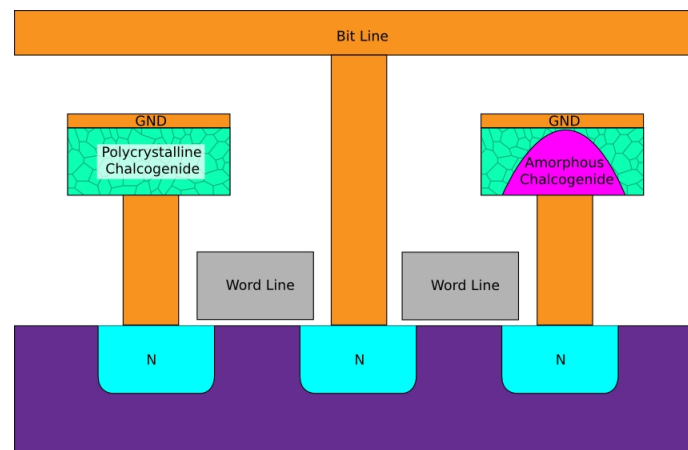 Bit Line
GND
GND
Polycrystalline
Chalcogenide
Amorphous
Chalcogenide
Word Line
Word Line
N
N
N